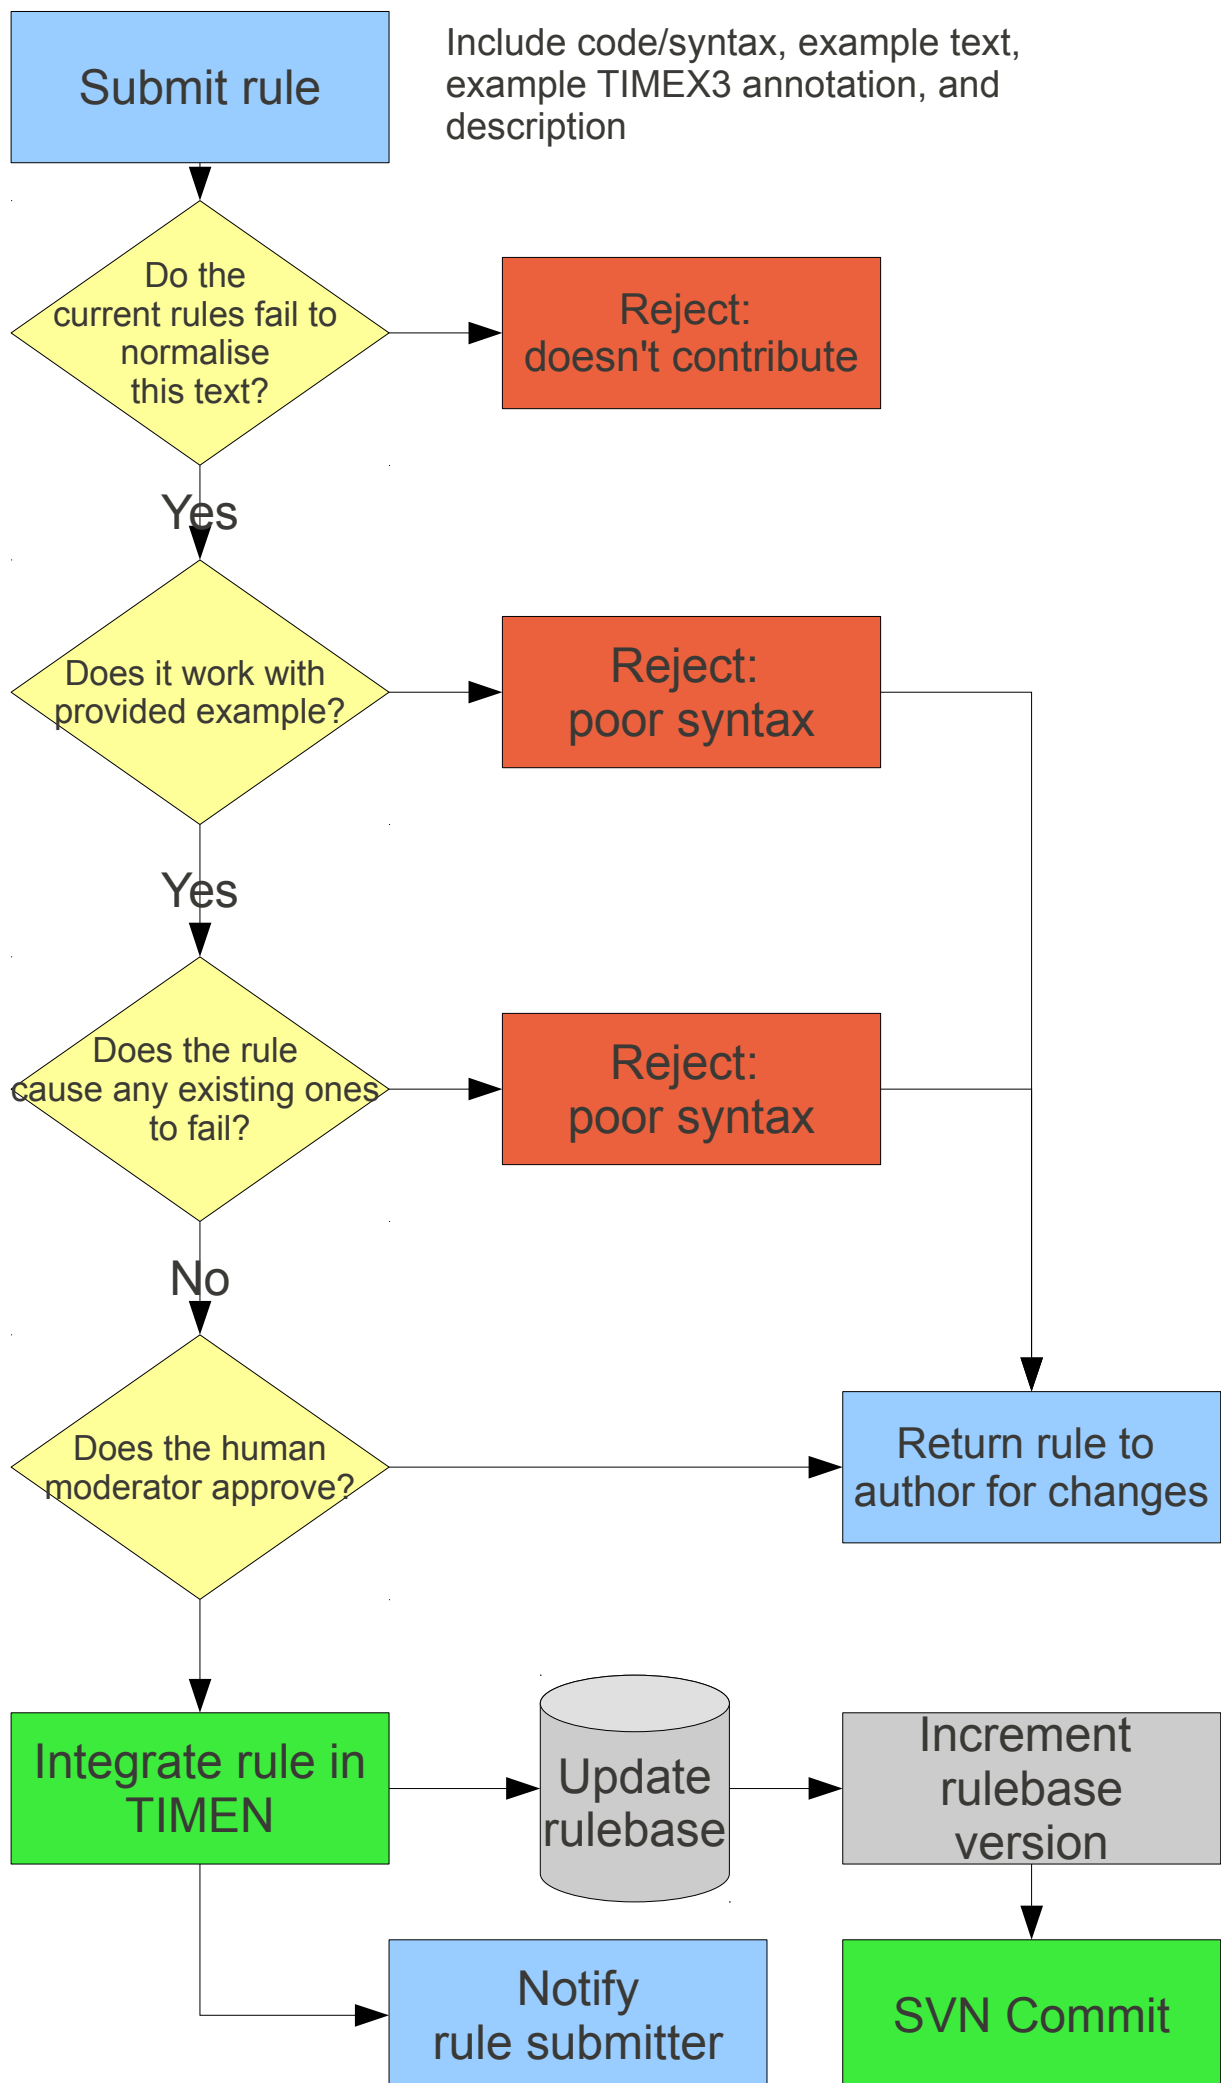 Submit rule
Include code/syntax, example text,
example TIMEX3 annotation, and
description
Do the
current rules fail to
normalise
this text?
Reject:
doesn't contribute
Yes
Does it work with
provided example?
Reject:
poor syntax
Yes
Does the rule
cause any existing ones
to fail?
Reject:
poor syntax
No
Does the human
moderator approve?
Return rule to
author for changes
Integrate rule in
TIMEN
Update
rulebase
Increment
rulebase
version
Notify
rule submitter
SVN Commit